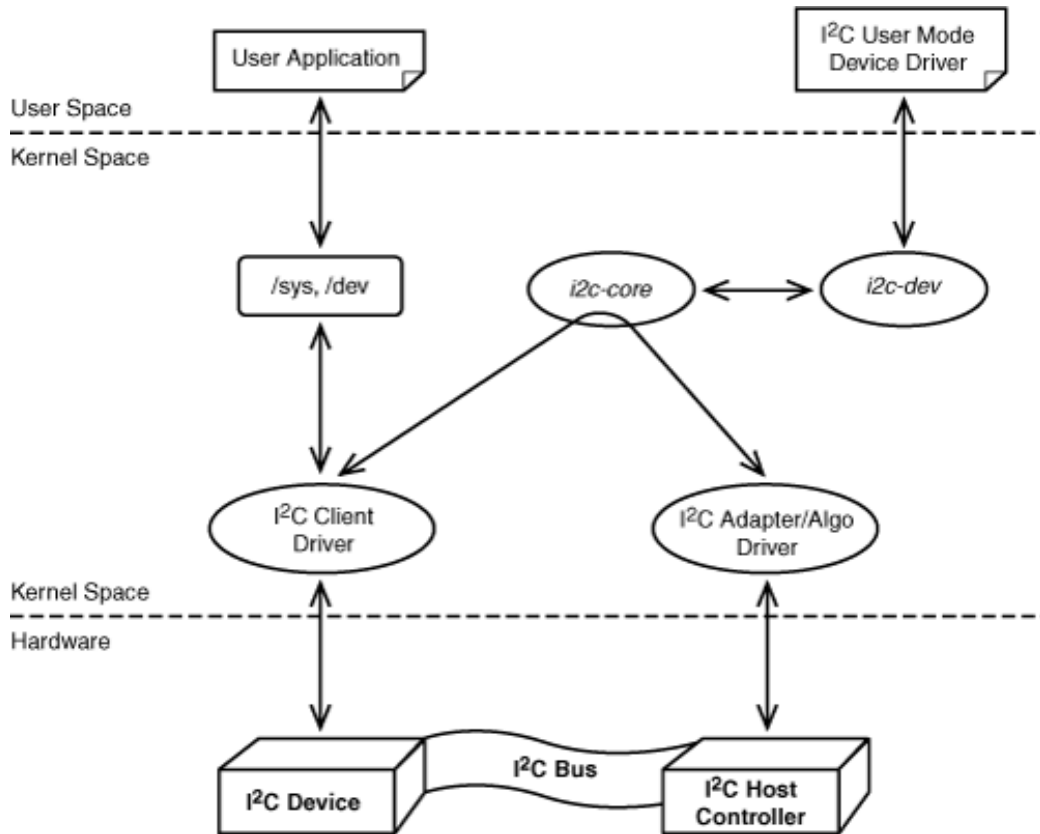 User Application
I²C User Mode
Device Driver
User Space
Kernel Space
/sys, /dev
i2c-core
i2c-dev
I²C Client
Driver
I²C Adapter/Algo
Driver
Kernel Space
Hardware
I²C Bus
I²C Device
I²C Host
Controller